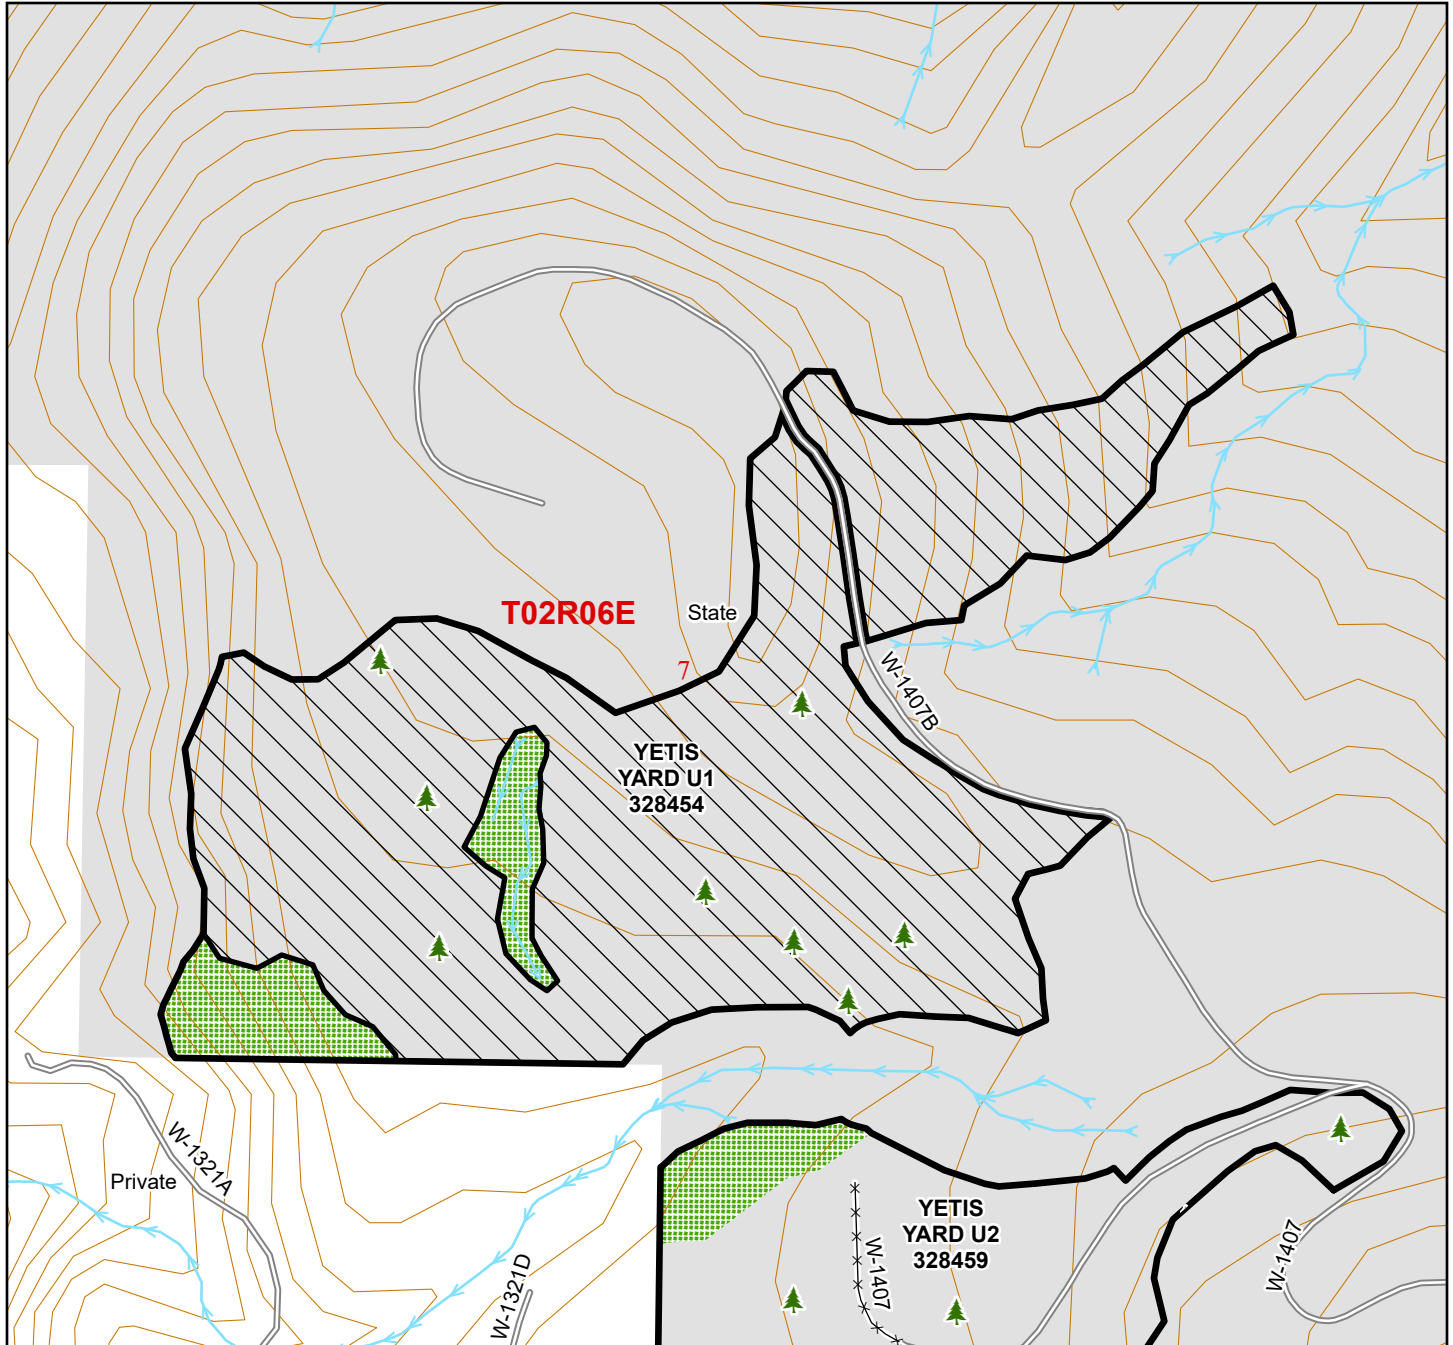 T02R06E
State
7
W-1407B
YETIS
YARD U1
328454
W-1321A
Private
YETIS
YARD U2
328459
W-1407
W-1407
W-1321D